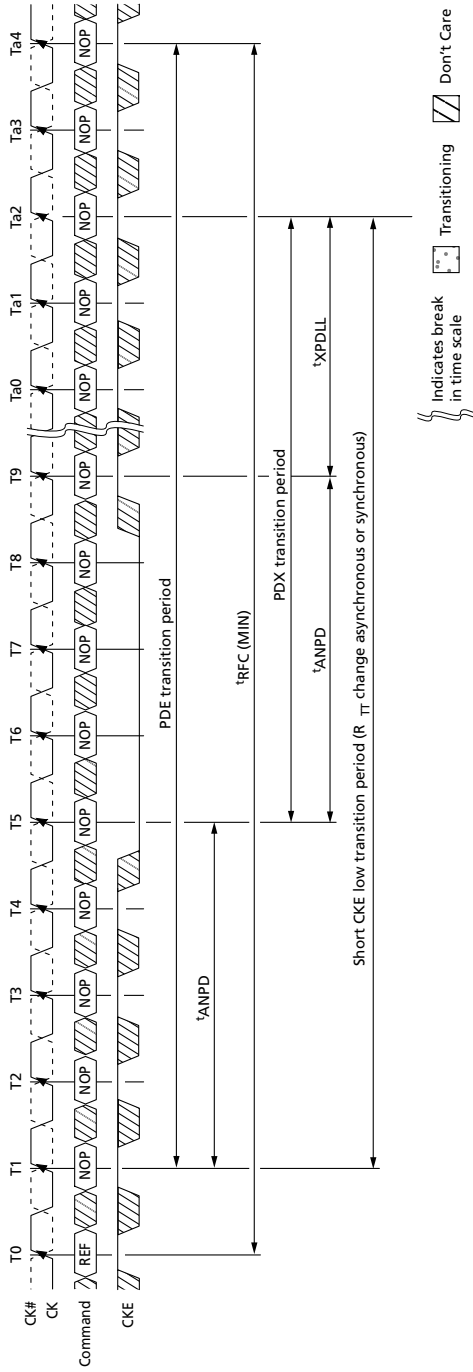 T0 T1 T2 T3 T4 T5 T6 T7 T8 T9 Ta0 Ta1 Ta2 Ta3 Ta4
CK#
CK
Command REF NOP NOP NOP NOP NOP NOP NOP NOP NOP NOP NOP NOP NOP NOP
CKE
PDE transition period
tANPD
tRFC (MIN)
PDX transition period
tANPD tXPDLL
Short CKE low transition period (R TT change asynchronous or synchronous)
Indicates break
in time scale
Transitioning
Don't Care